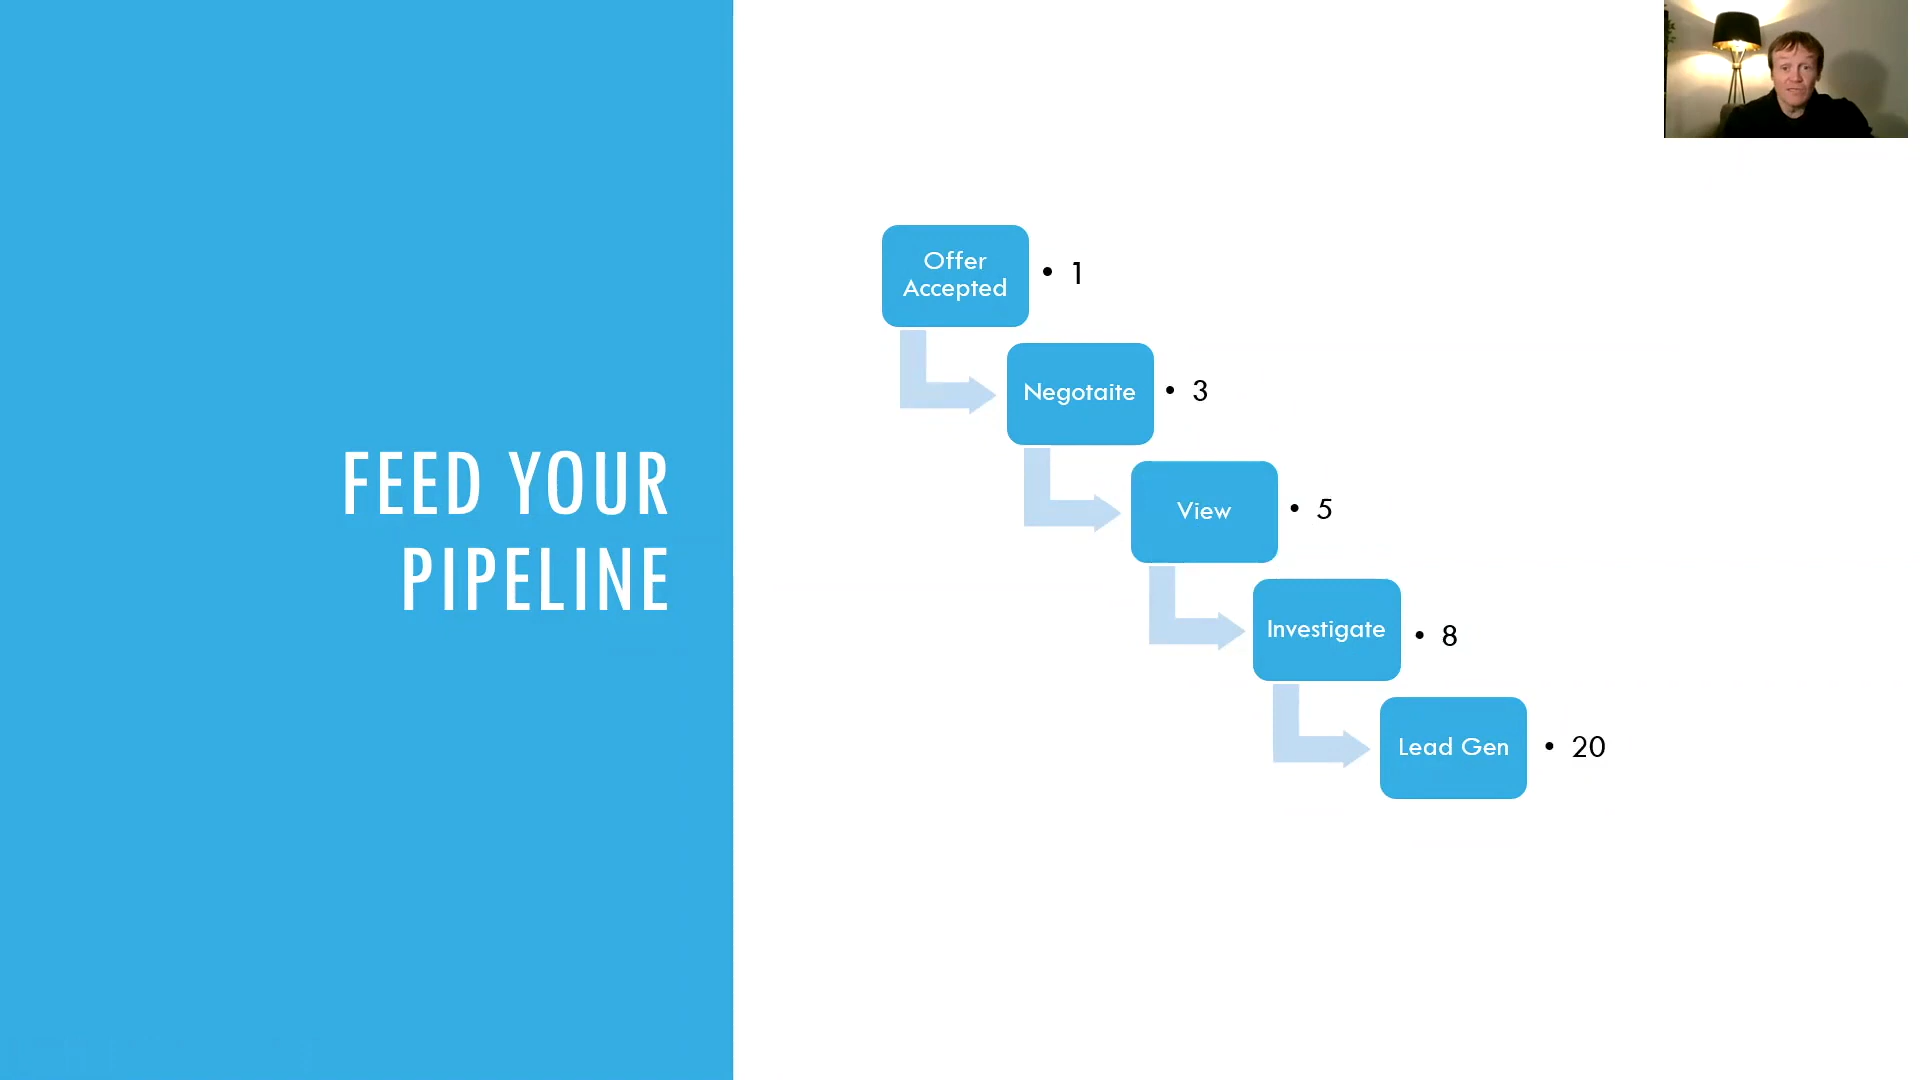 FEED YOUR
PIPELINE
Offer
Accepted
• 1
Negotaite
• 3
View
• 5
Investigate
• 8
Lead Gen
• 20